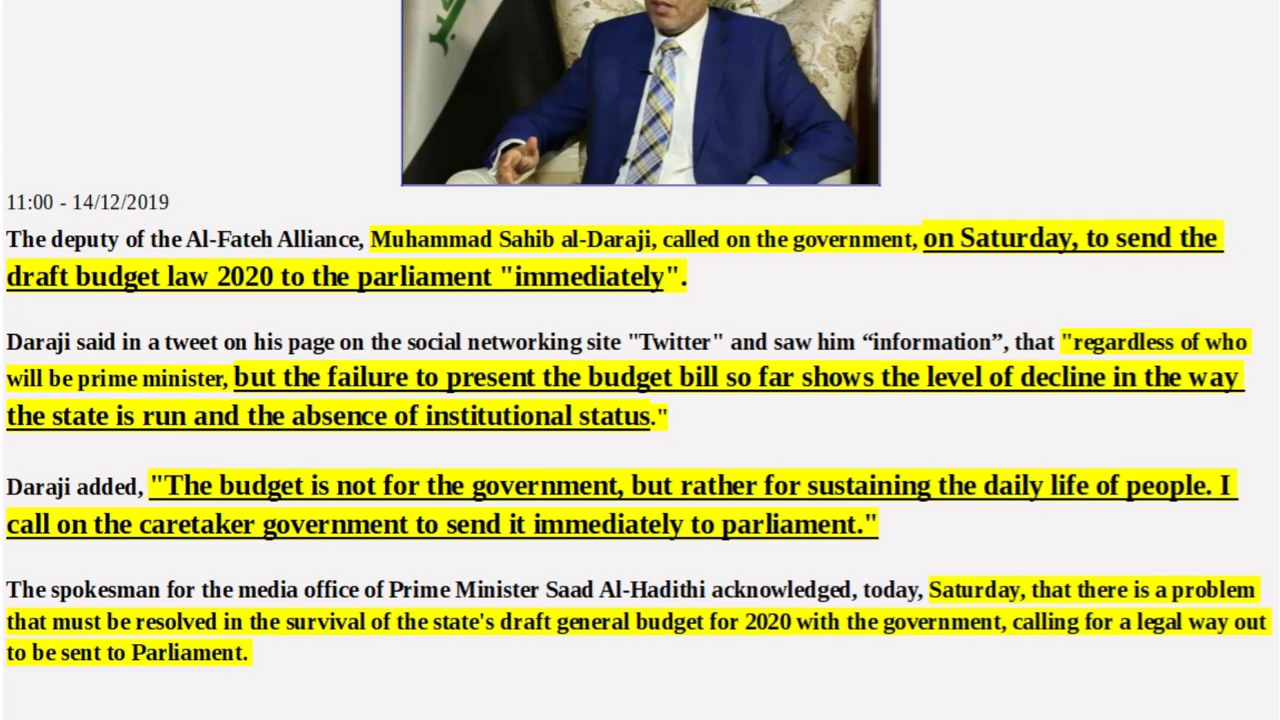 11:00 - 14/12/2019
The deputy of the Al-Fateh Alliance, Muhammad Sahib al-Daraji, called on the government, on Saturday, to send the
draft budget law 2020 to the parliament "immediately".
Daraji said in a tweet on his page on the social networking site "Twitter" and saw him “information”, that "regardless of who
will be prime minister, but the failure to present the budget bill so far shows the level of decline in the way
the state is run and the absence of institutional status."
Daraji added, "The budget is not for the government, but rather for sustaining the daily life of people. I
call on the caretaker government to send it immediately to parliament."
The spokesman for the media office of Prime Minister Saad Al-Hadithi acknowledged, today, Saturday, that there is a problem
that must be resolved in the survival of the state's draft general budget for 2020 with the government, calling for a legal way out
to be sent to Parliament.